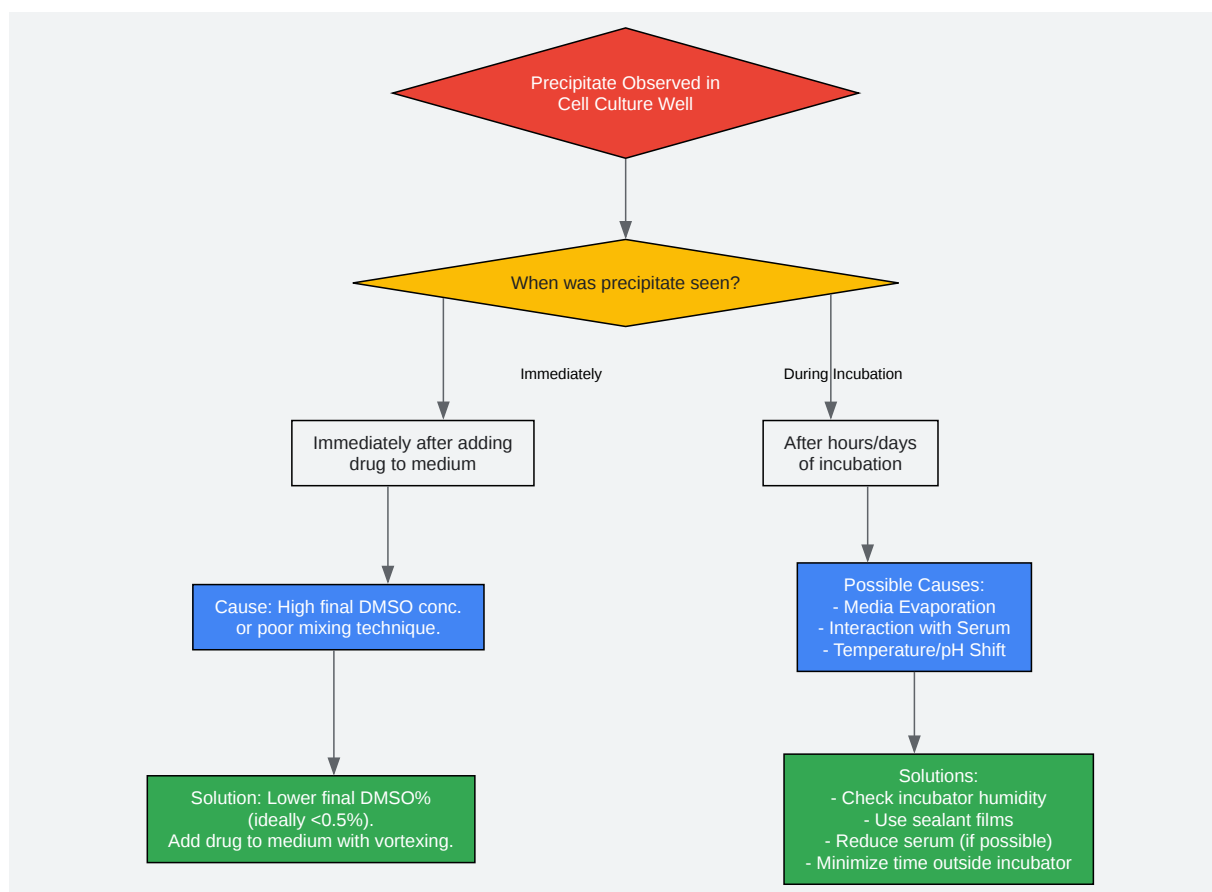 Precipitate Observed in
Cell Culture Well
When was precipitate seen?
Immediately
During Incubation
Immediately after adding
drug to medium
After hours/days
of incubation
Cause: High final DMSO conc.
or poor mixing technique.
Possible Causes:
- Media Evaporation
- Interaction with Serum
- Temperature/pH Shift
Solution: Lower final DMSO%
(ideally <0.5%).
Add drug to medium with vortexing.
Solutions:
- Check incubator humidity
- Use sealant films
- Reduce serum (if possible)
- Minimize time outside incubator